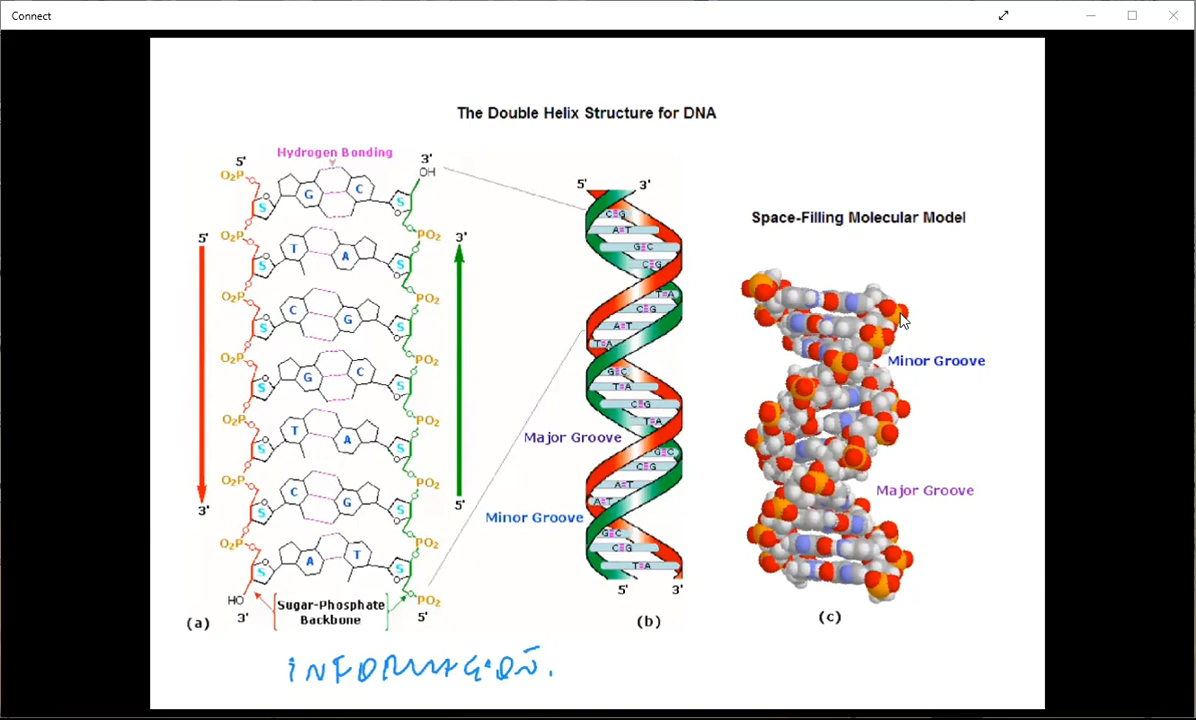 Connect
The Double Helix Structure for DNA
Hydrogen Bonding
5'
3'
O2P
OH
S
G
C
S
O2P
PO2
5'
3'
S
T
A
S
O2P
PO2
S
C
G
S
O2P
PO2
S
G
C
S
O2P
PO2
S
T
A
S
O2P
PO2
S
C
G
S
3'
5'
O2P
PO2
S
A
T
S
HO
3'
Sugar-Phosphate
Backbone
PO2
5'
(a)
5'
3'
C≡G
A=T
G≡C
C≡G
T=A
C≡G
A=T
T=A
G≡C
T=A
C≡G
T=A
Major Groove
G≡C
C≡G
A=T
A=T
Minor Groove
G≡C
C≡G
T=A
5'
3'
(b)
Space-Filling Molecular Model
Minor Groove
Major Groove
(c)
INFORMAÇÃO.